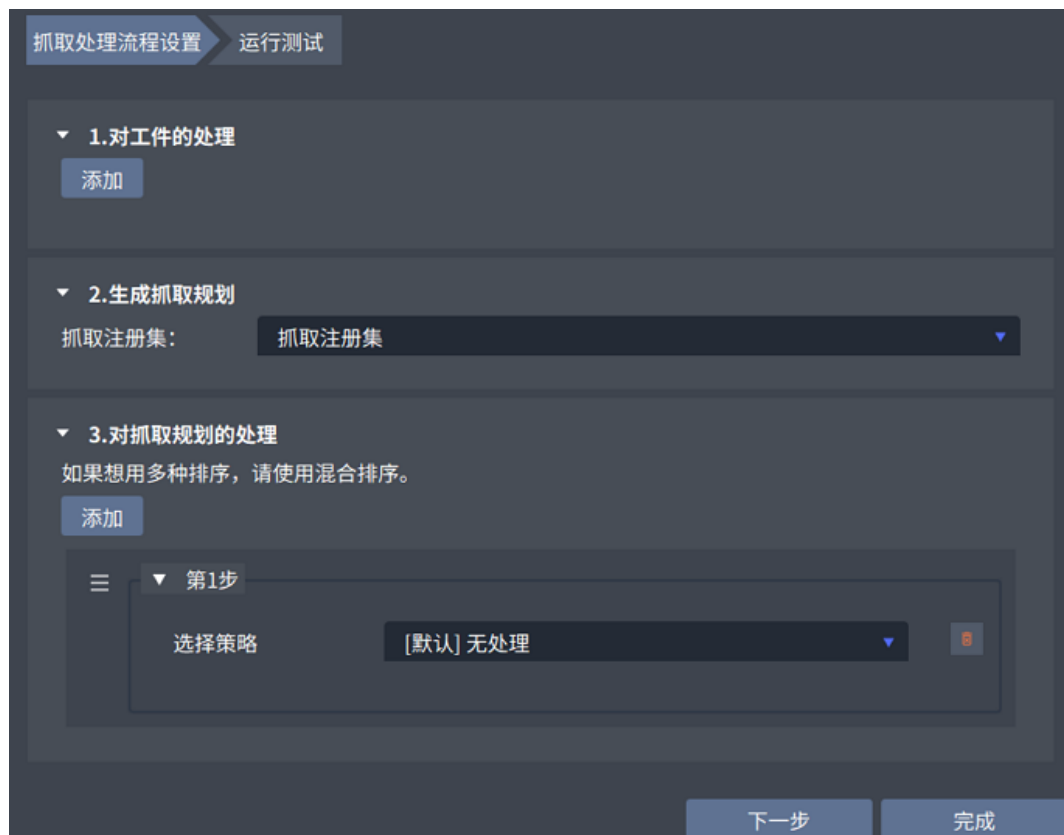 抓取处理流程设置 运行测试
1.对工件的处理
添加
2.生成抓取规划
抓取注册集： 抓取注册集
3.对抓取规划的处理
如果想用多种排序，请使用混合排序。
添加
第1步
选择策略 [默认] 无处理
下一步 完成